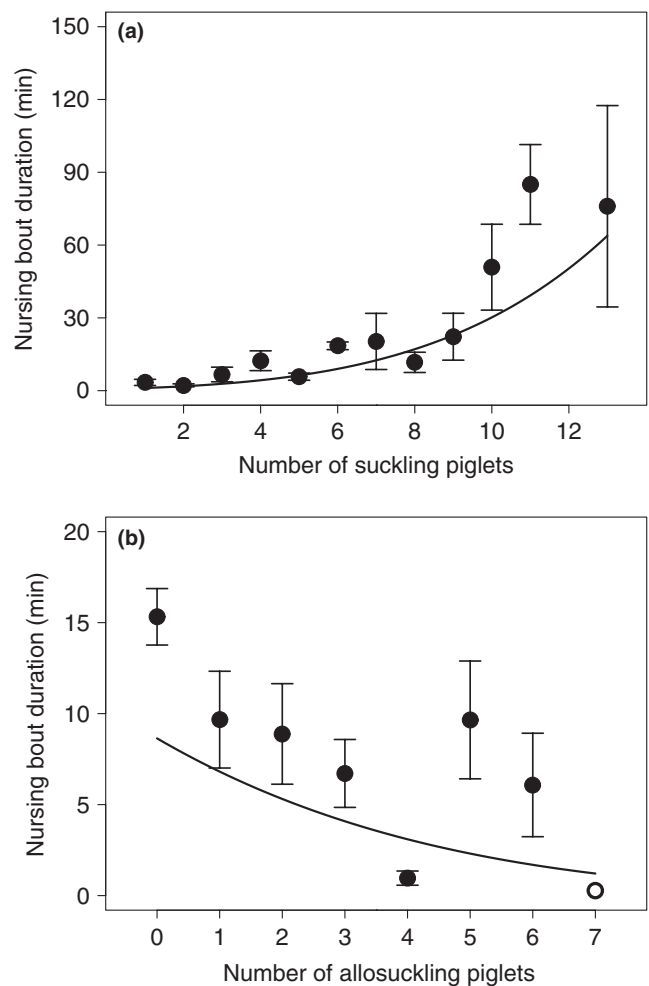 (a)
150
120
90
60
30
0
Nursing bout duration (min)
2 4 6 8 10 12
Number of suckling piglets
(b)
20
15
10
5
0
Nursing bout duration (min)
0 1 2 3 4 5 6 7
Number of allosuckling piglets